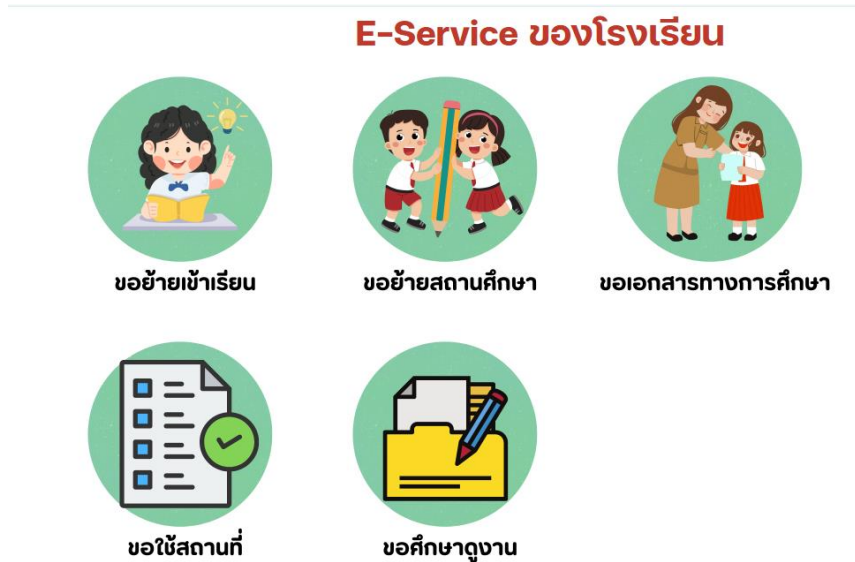 E-Service ของโรงเรียน
ขอย้ายเข้าเรียน
ขอย้ายสถานศึกษา
ขอเอกสารทางการศึกษา
ขอใช้สถานที่
ขอศึกษาดูงาน